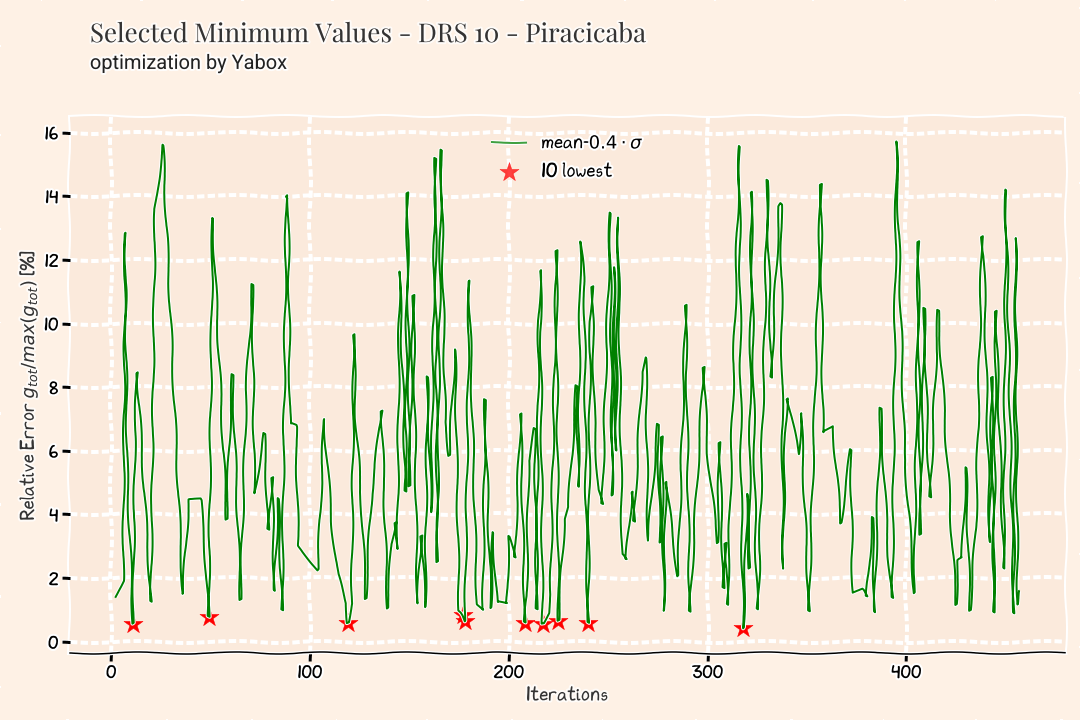 Selected Minimum Values - DRS 10 - Piracicaba
optimization by Yabox
mean-0.4 · σ
10 lowest
Relative Error g_tot/max(g_tot) [%]
16
14
12
10
8
6
4
2
0
0 100 200 300 400
Iterations